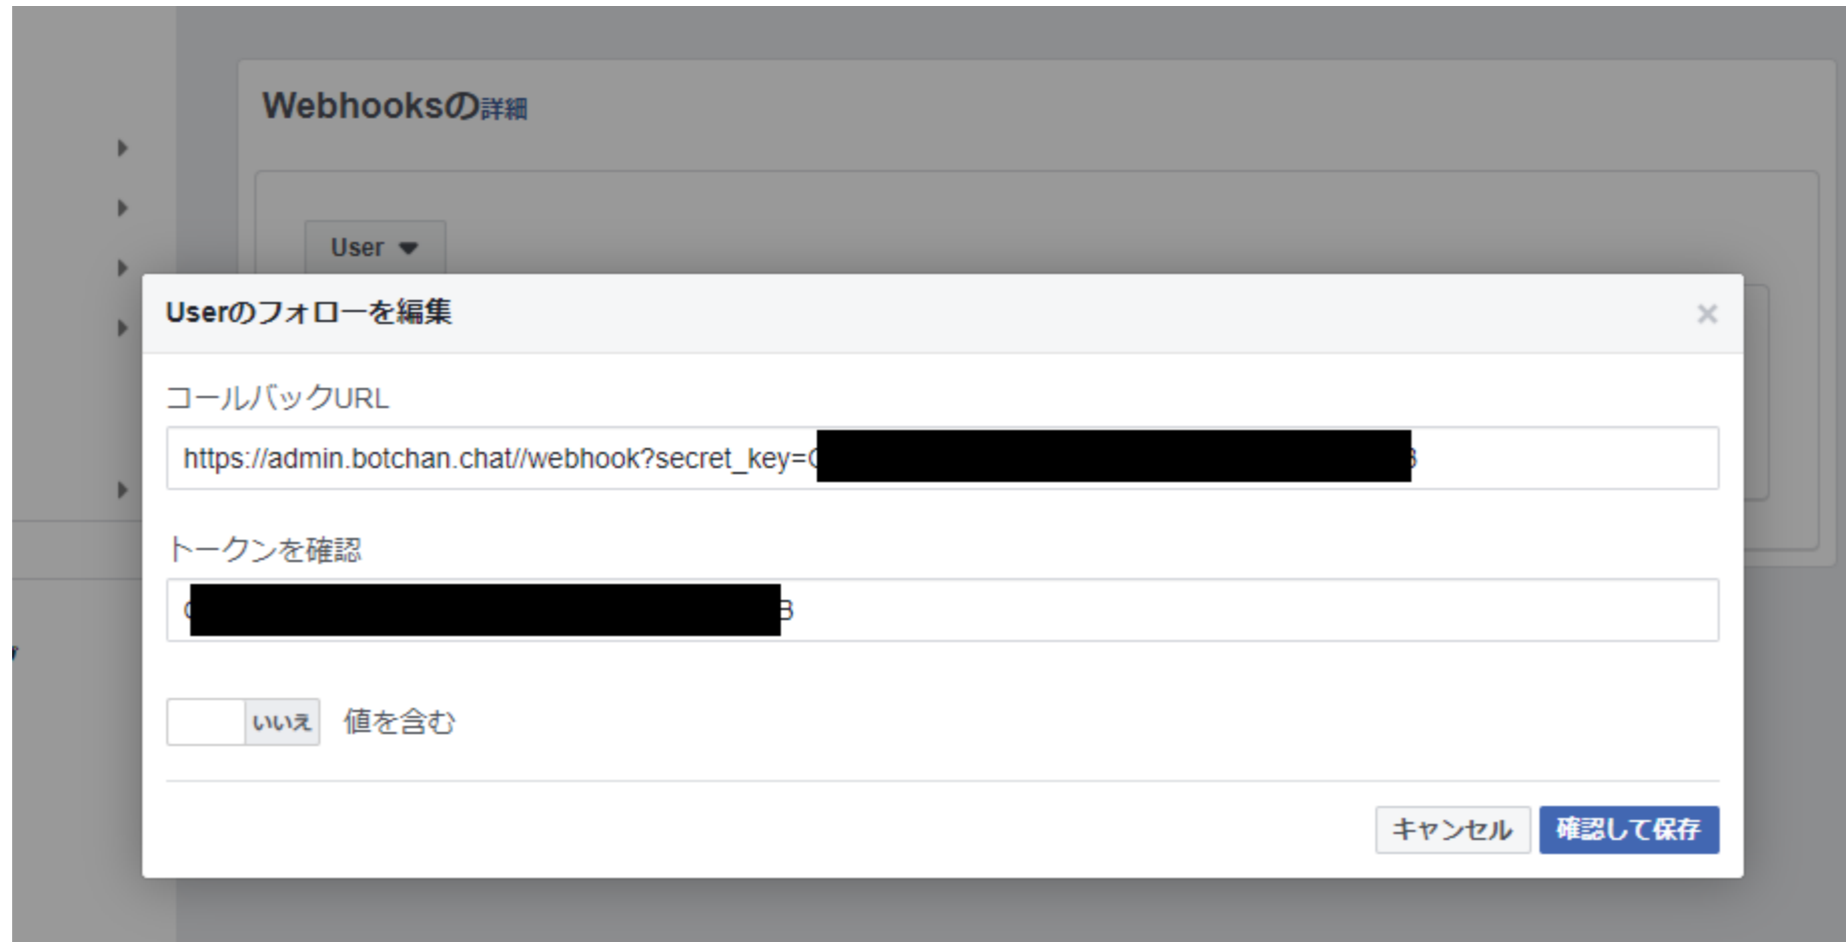 Webhooksの詳細
User
Userのフォローを編集
コールバックURL
https://admin.botchan.chat//webhook?secret_key=
トークンを確認
いいえ 値を含む
キャンセル 確認して保存